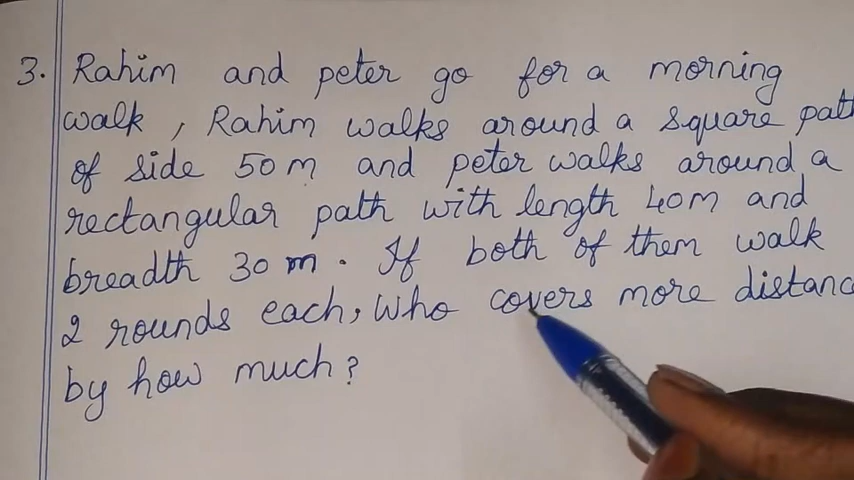 3. Rahim and peter go for a morning
walk , Rahim walks around a square path
of side 50 m and peter walks around a
rectangular path with length 40m and
breadth 30 m . If both of them walk
2 rounds each, Who covers more distanc
by how much?